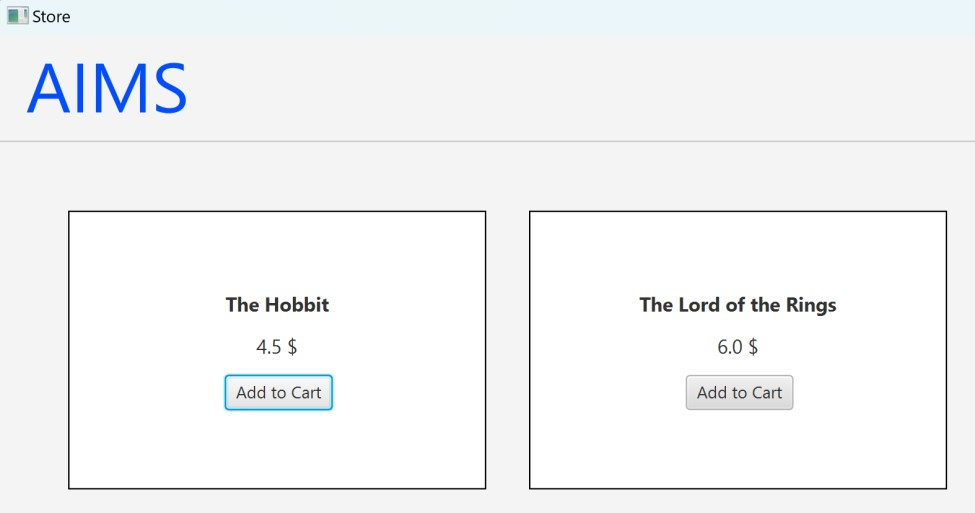 Store
AIMS
The Hobbit
4.5 $
Add to Cart
The Lord of the Rings
6.0 $
Add to Cart